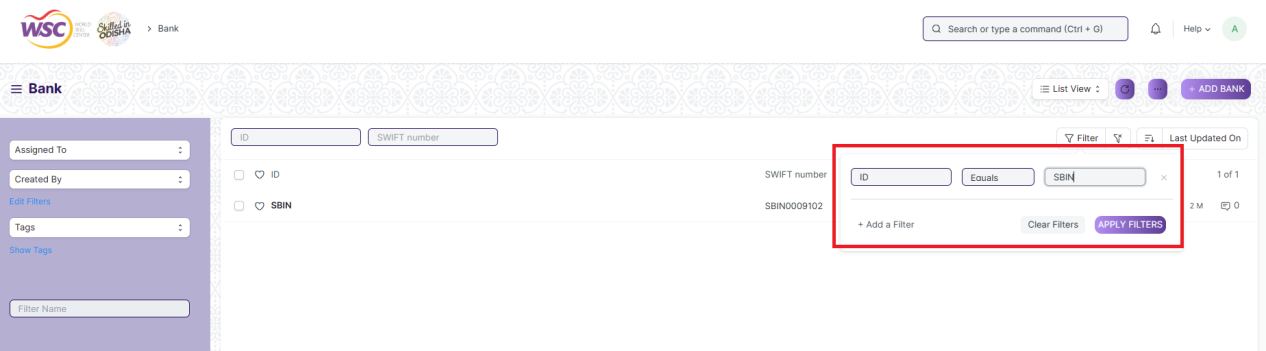 WSC WORLD SKILL CENTER Skilled in ODISHA > Bank Search or type a command (Ctrl + G) Help A
Bank List View + ADD BANK
ID SWIFT number Filter Last Updated On
Assigned To
Created By
Edit Filters
Tags
Show Tags
Filter Name
ID SWIFT number 1 of 1
SBIN SBIN0009102 2 M 0
ID Equals SBIN ×
+ Add a Filter Clear Filters APPLY FILTERS